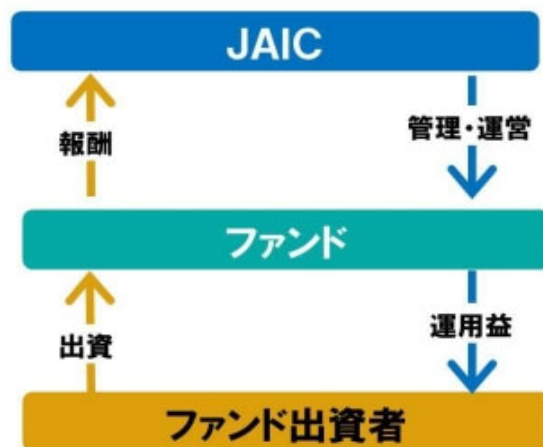 JAIC
報酬
管理・運営
ファンド
出資
運用益
ファンド出資者